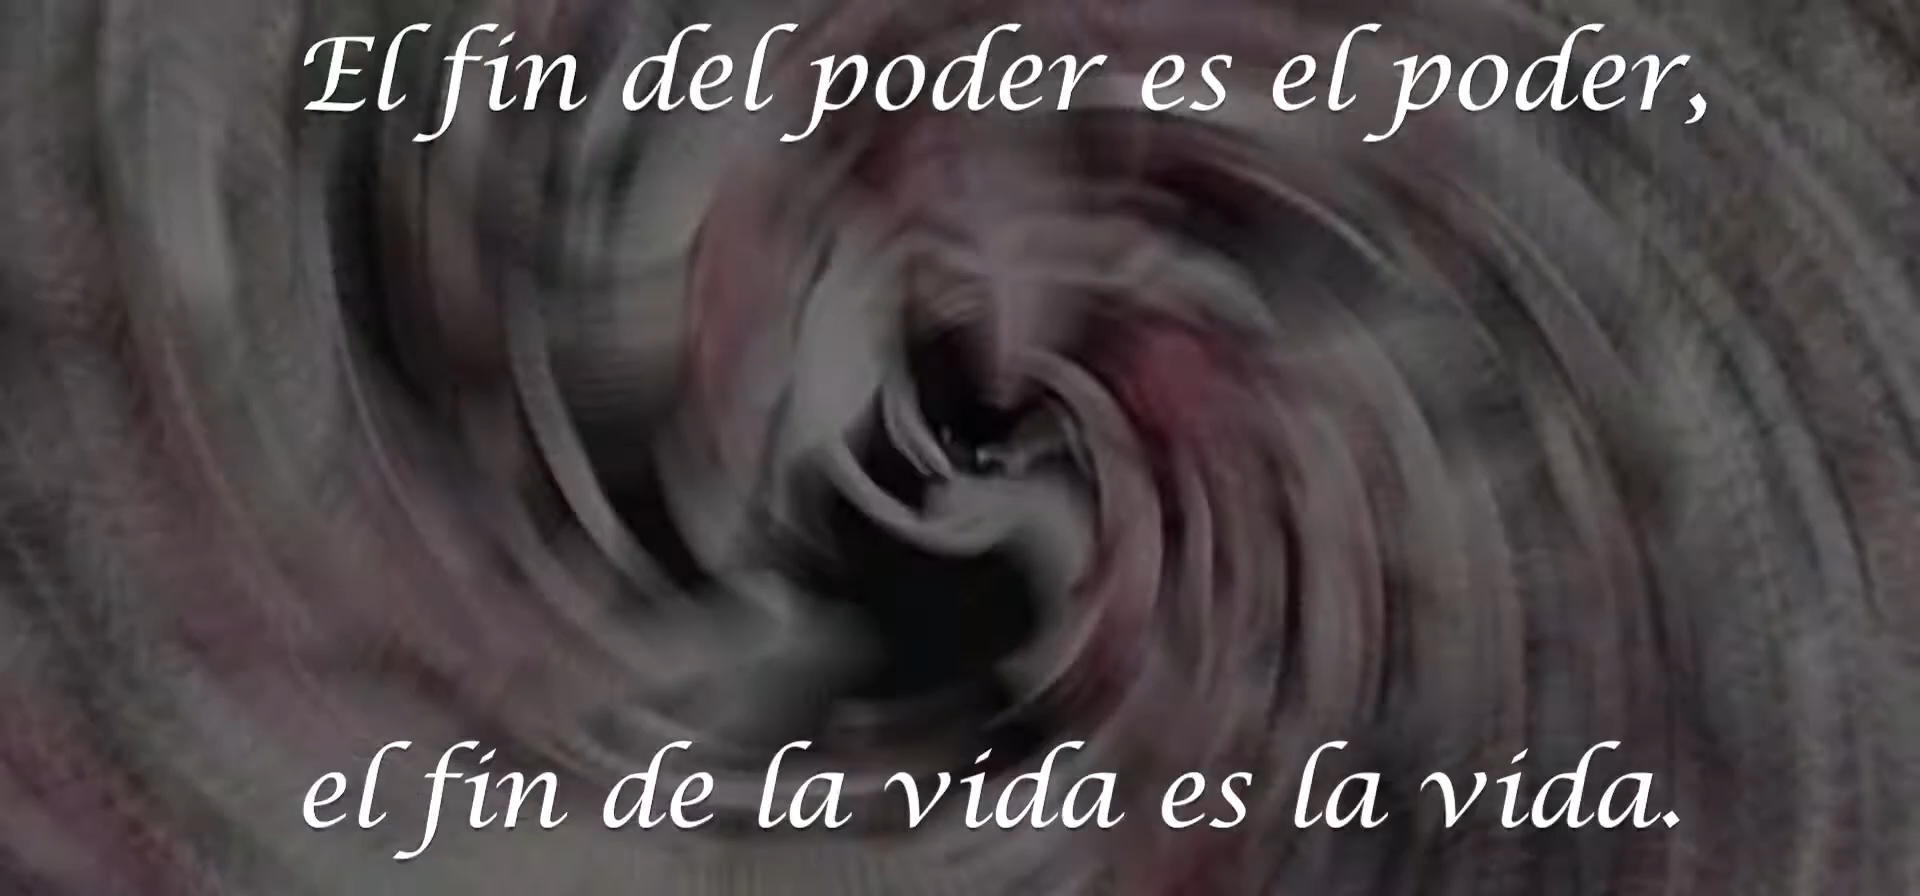 El fin del poder es el poder,
el fin de la vida es la vida.